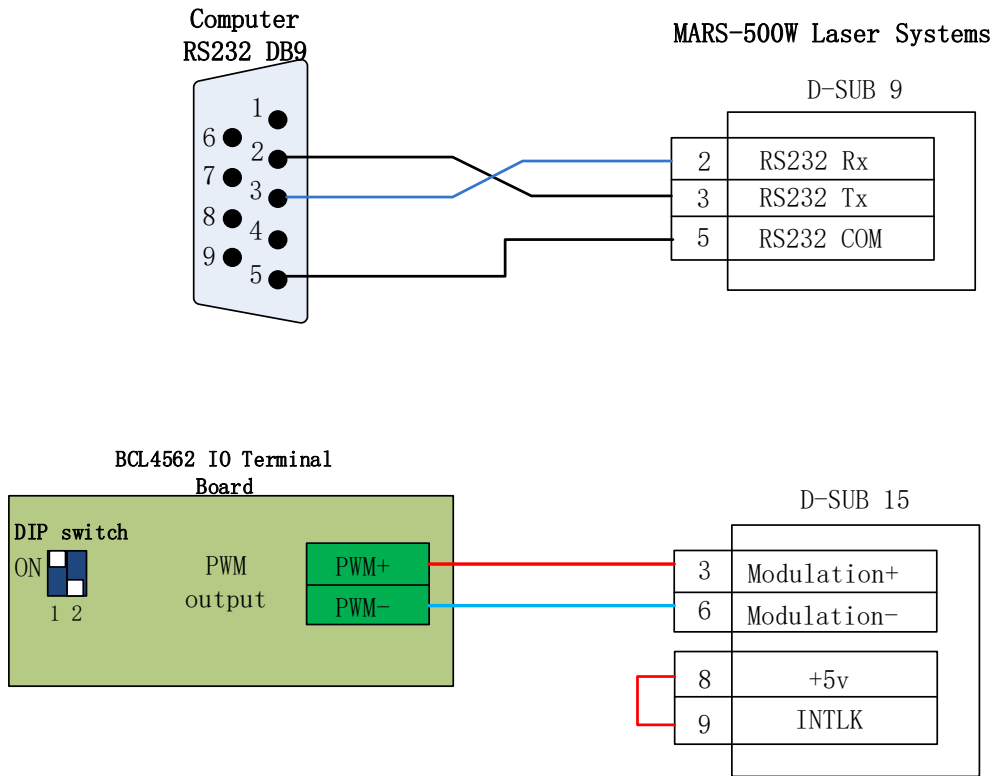 Computer
RS232 DB9
MARS-500W Laser Systems
D-SUB 9
1
6
2
7
3
8
4
9
5
2 RS232 Rx
3 RS232 Tx
5 RS232 COM
BCL4562 IO Terminal
Board
DIP switch
ON
1 2
PWM
output
PWM+
PWM-
D-SUB 15
3 Modulation+
6 Modulation-
8 +5v
9 INTLK